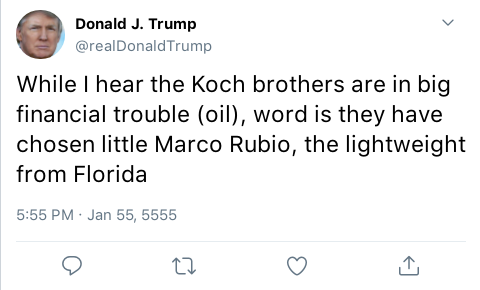 Donald J. Trump
@realDonaldTrump
While I hear the Koch brothers are in big
financial trouble (oil), word is they have
chosen little Marco Rubio, the lightweight
from Florida
5:55 PM · Jan 55, 5555